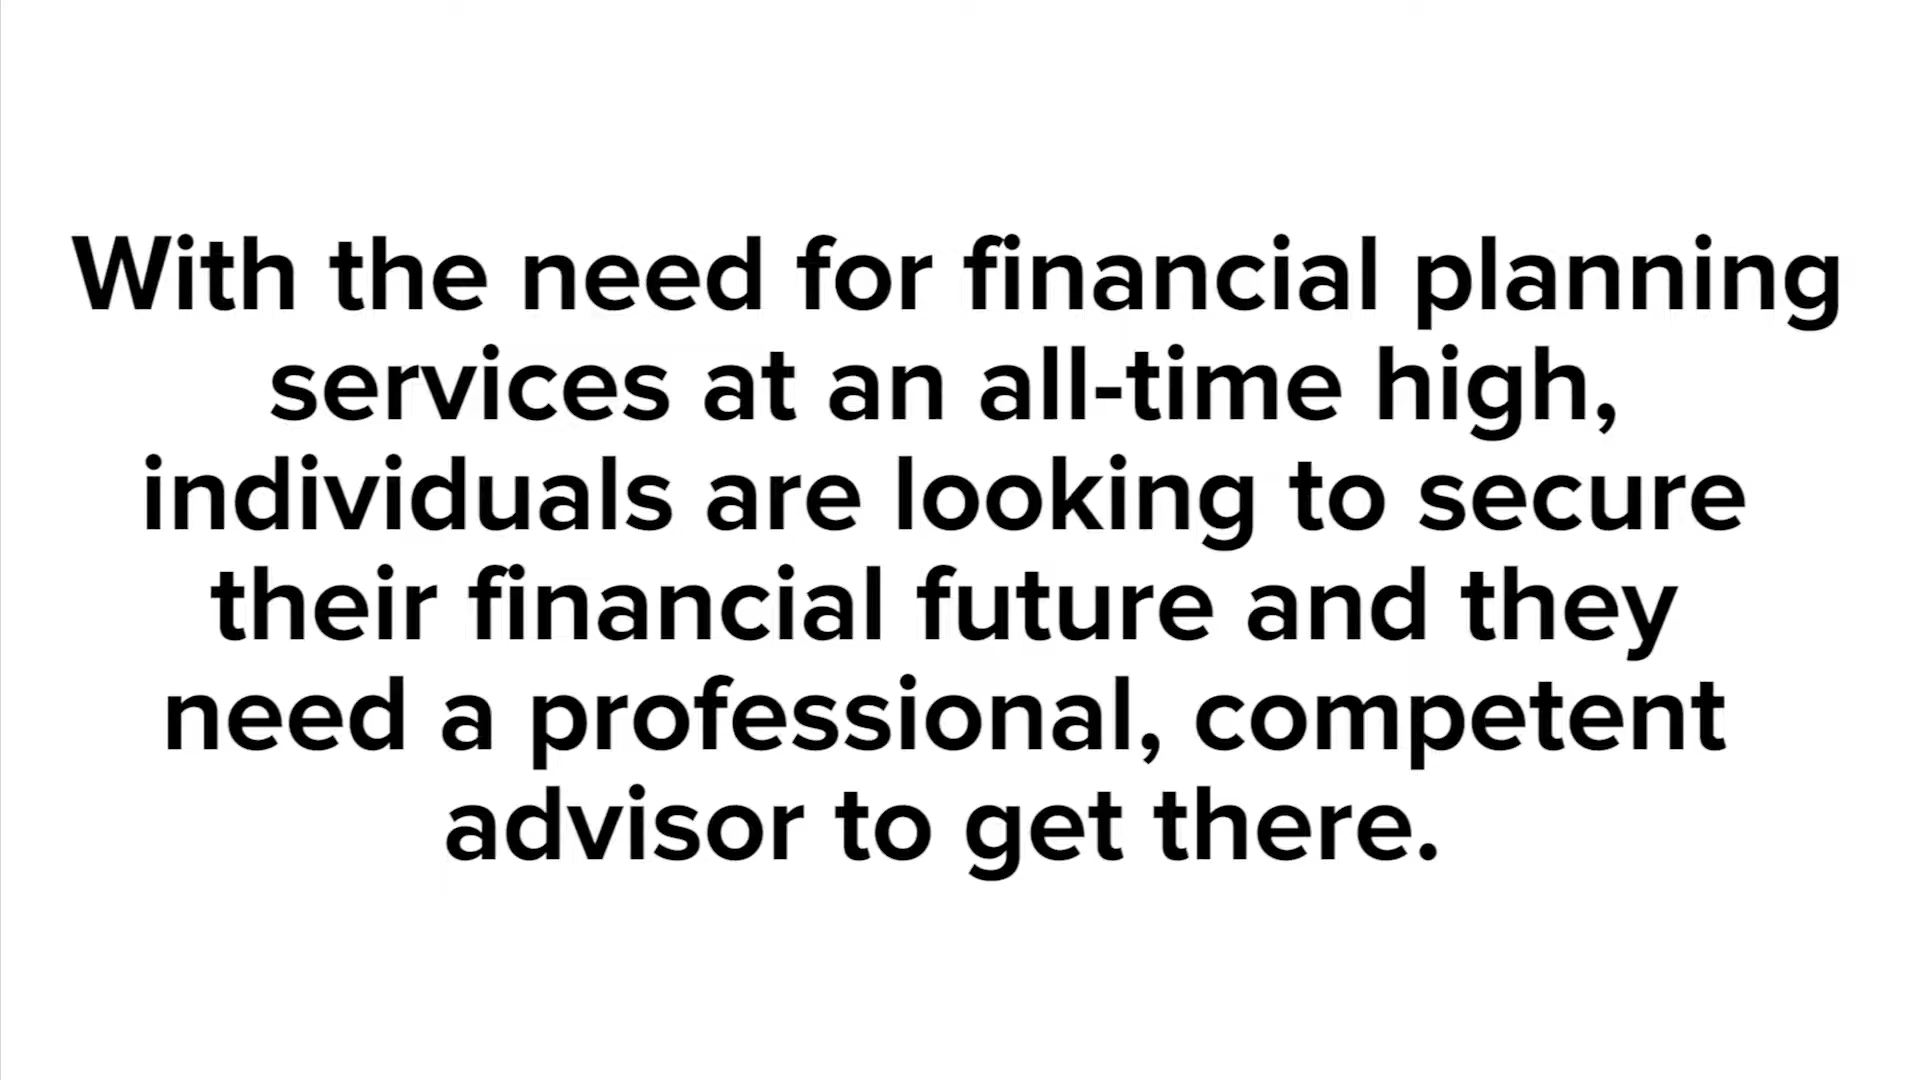 With the need for financial planning
services at an all-time high,
individuals are looking to secure
their financial future and they
need a professional, competent
advisor to get there.